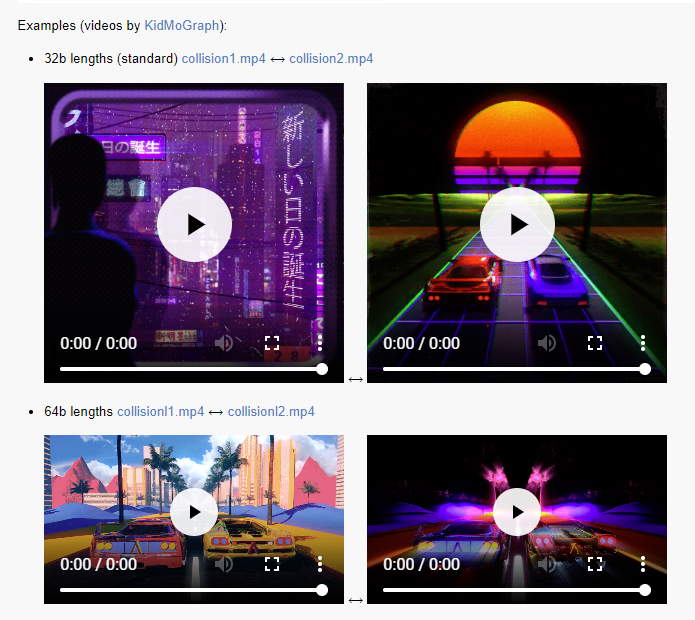 Examples (videos by KidMoGraph):
32b lengths (standard) collision1.mp4 ↔ collision2.mp4
日の誕生
新しい日の誕生
0:00 / 0:00
0:00 / 0:00
↔
64b lengths collisionl1.mp4 ↔ collisionl2.mp4
0:00 / 0:00
0:00 / 0:00
↔